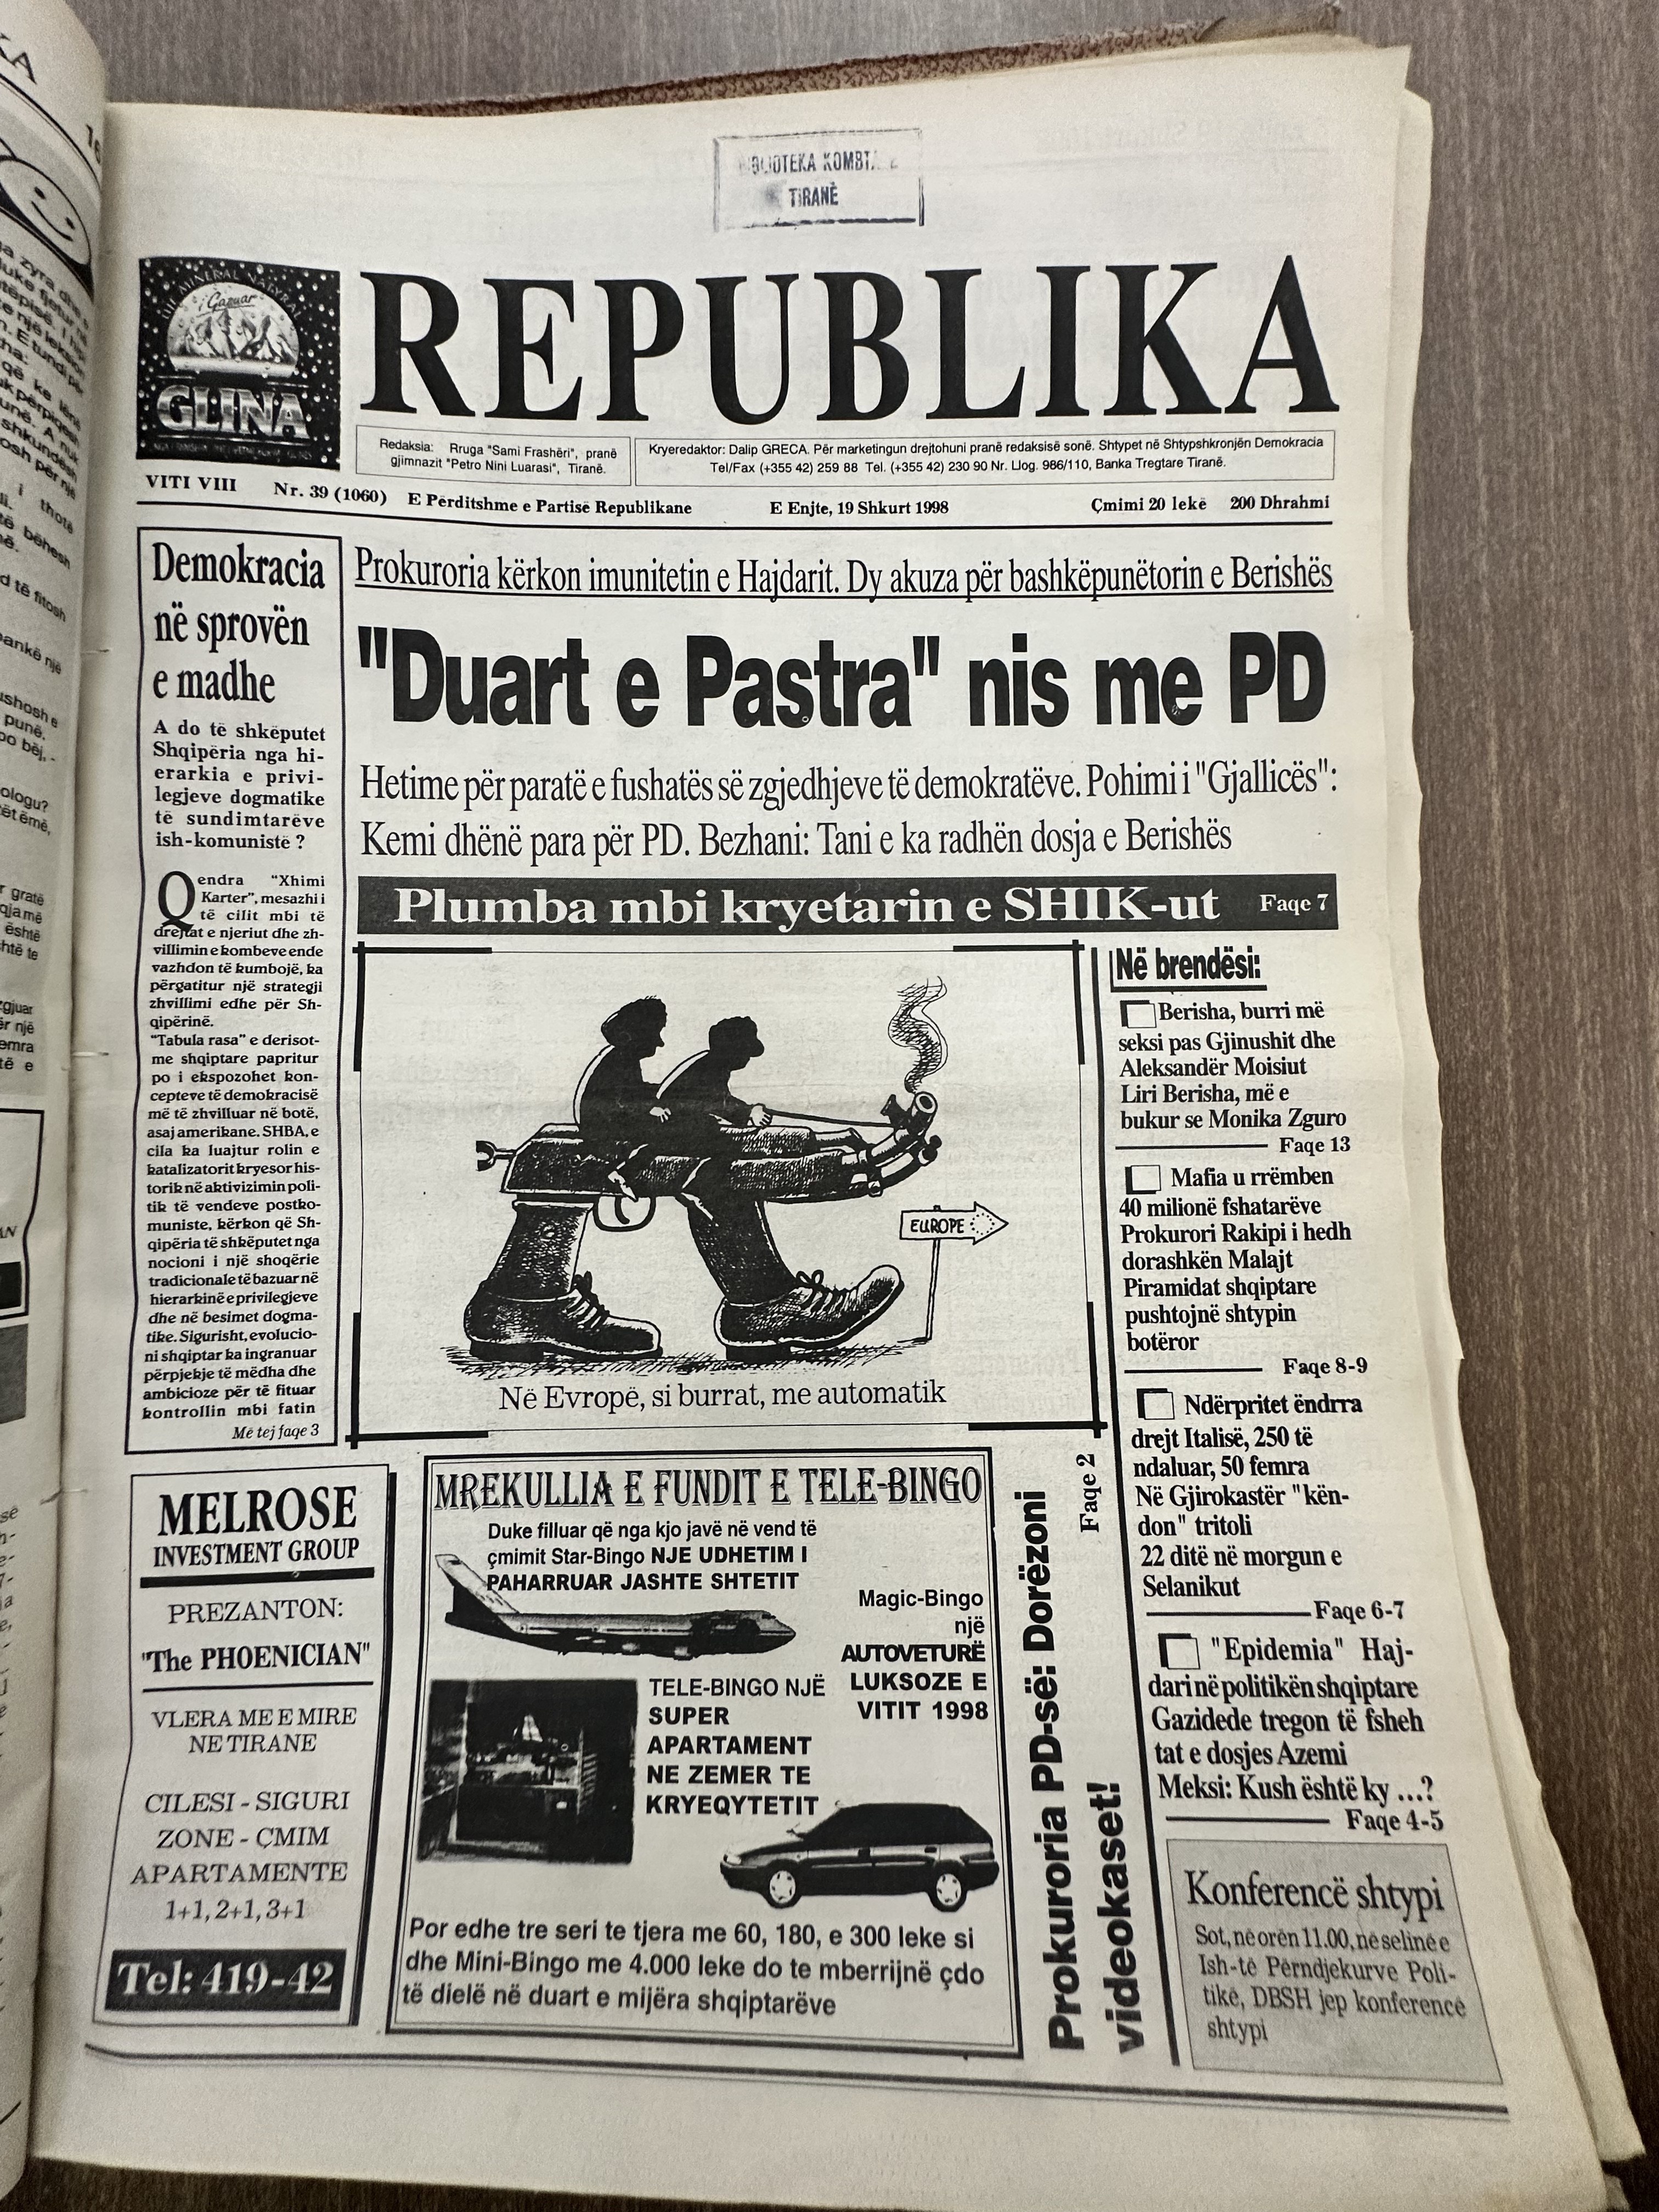 TIRANË
UJË MINERAL NATYRAL
i Gazuar
GLINA
REPUBLIKA
Redaksia: Rruga "Sami Frashëri", pranë
gjimnazit "Petro Nini Luarasi", Tiranë.
Kryeredaktor: Dalip GRECA. Për marketingun drejtohuni pranë redaksisë sonë. Shtypet në Shtypshkronjën Demokracia
Tel/Fax (+355 42) 259 88 Tel. (+355 42) 230 90 Nr. Llog. 986/110, Banka Tregtare Tiranë.
VITI VIII Nr. 39 (1060) E Përditshme e Partisë Republikane E Enjte, 19 Shkurt 1998 Çmimi 20 lekë 200 Dhrahmi
Demokracia
në sprovën
e madhe
A do të shkëputet
Shqipëria nga hi-
erarkia e privi-
legjeve dogmatike
të sundimtarëve
ish-komunistë ?
Qendra "Xhimi
Karter", mesazhi i
të cilit mbi të
drejtat e njeriut dhe zh-
villimin e kombeve ende
vazhdon të kumbojë, ka
përgatitur një strategji
zhvillimi edhe për Sh-
qipërinë.
"Tabula rasa" e derisot-
me shqiptare papritur
po i ekspozohet kon-
cepteve të demokracisë
më të zhvilluar në botë,
asaj amerikane. SHBA, e
cila ka luajtur rolin e
katalizatorit kryesor his-
torik në aktivizimin poli-
tik të vendeve postko-
muniste, kërkon që Sh-
qipëria të shkëputet nga
nocioni i një shoqërie
tradicionale të bazuar në
hierarkinë e privilegjeve
dhe në besimet dogma-
tike. Sigurisht, evolucio-
ni shqiptar ka ingranuar
përpjekje të mëdha dhe
ambicioze për të fituar
kontrollin mbi fatin
Më tej faqe 3
Prokuroria kërkon imunitetin e Hajdarit. Dy akuza për bashkëpunëtorin e Berishës
"Duart e Pastra" nis me PD
Hetime për paratë e fushatës së zgjedhjeve të demokratëve. Pohimi i "Gjallicës":
Kemi dhënë para për PD. Bezhani: Tani e ka radhën dosja e Berishës
Plumba mbi kryetarin e SHIK-ut Faqe 7
EUROPE
Në Evropë, si burrat, me automatik
Në brendësi:
Berisha, burri më
seksi pas Gjinushit dhe
Aleksandër Moisiut
Liri Berisha, më e
bukur se Monika Zguro
Faqe 13
Mafia u rrëmben
40 milionë fshatarëve
Prokurori Rakipi i hedh
dorashkën Malajt
Piramidat shqiptare
pushtojnë shtypin
botëror
Faqe 8-9
Ndërpritet ëndrra
drejt Italisë, 250 të
ndaluar, 50 femra
Në Gjirokastër "kën-
don" tritoli
22 ditë në morgun e
Selanikut
Faqe 6-7
"Epidemia" Haj-
dari në politikën shqiptare
Gazidede tregon të fsheh
tat e dosjes Azemi
Meksi: Kush është ky ...?
Faqe 4-5
Konferencë shtypi
Sot, në orën 11.00, në selinë e
Ish-të Përndjekurve Poli-
tikë, DBSH jep konferencë
shtypi
Prokuroria PD-së: Dorëzoni
videokaset!
Faqe 2
MELROSE
INVESTMENT GROUP
PREZANTON:
"The PHOENICIAN"
VLERA ME E MIRE
NE TIRANE
CILESI - SIGURI
ZONE - ÇMIM
APARTAMENTE
1+1, 2+1, 3+1
Tel: 419-42
MREKULLIA E FUNDIT E TELE-BINGO
Duke filluar që nga kjo javë në vend të
çmimit Star-Bingo NJE UDHETIM I
PAHARRUAR JASHTE SHTETIT
Magic-Bingo
një
AUTOVETURË
LUKSOZE E
VITIT 1998
TELE-BINGO NJË
SUPER
APARTAMENT
NE ZEMER TE
KRYEQYTETIT
Por edhe tre seri te tjera me 60, 180, e 300 leke si
dhe Mini-Bingo me 4.000 leke do te mberrijnë çdo
të dielë në duart e mijëra shqiptarëve